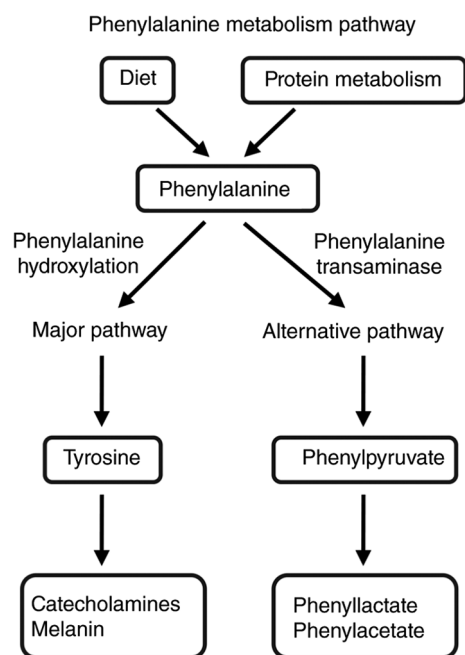 Phenylalanine metabolism pathway
Diet
Protein metabolism
Phenylalanine
Phenylalanine
hydroxylation
Phenylalanine
transaminase
Major pathway
Alternative pathway
Tyrosine
Phenylpyruvate
Catecholamines
Melanin
Phenyllactate
Phenylacetate